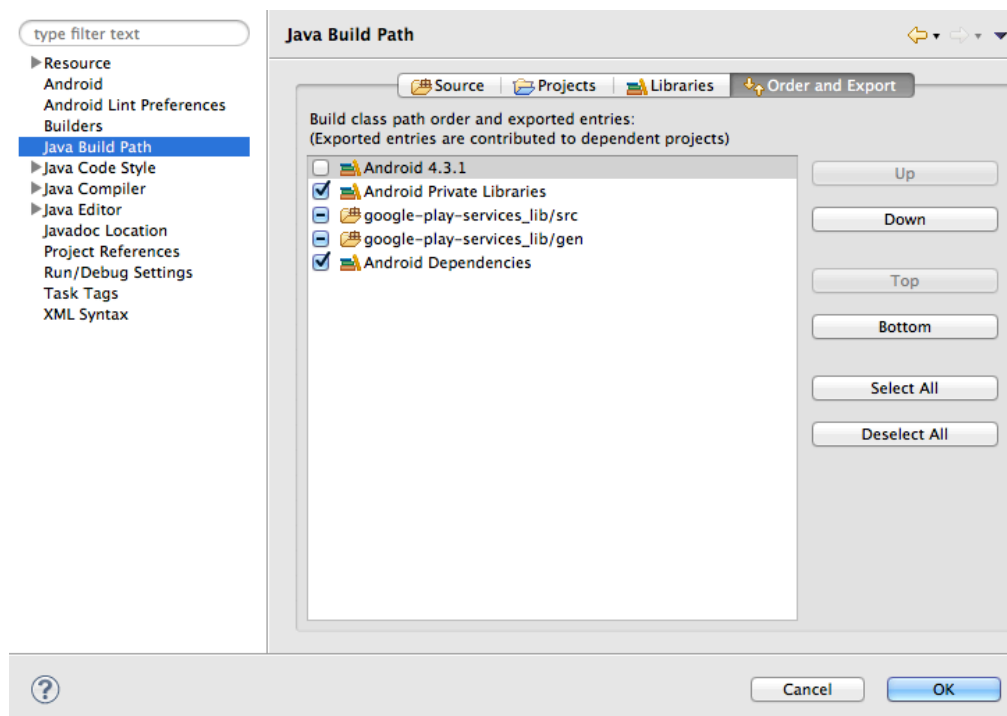 type filter text
Resource
Android
Android Lint Preferences
Builders
Java Build Path
Java Code Style
Java Compiler
Java Editor
Javadoc Location
Project References
Run/Debug Settings
Task Tags
XML Syntax
Java Build Path
Source
Projects
Libraries
Order and Export
Build class path order and exported entries:
(Exported entries are contributed to dependent projects)
Android 4.3.1
Android Private Libraries
google-play-services_lib/src
google-play-services_lib/gen
Android Dependencies
Up
Down
Top
Bottom
Select All
Deselect All
?
Cancel
OK